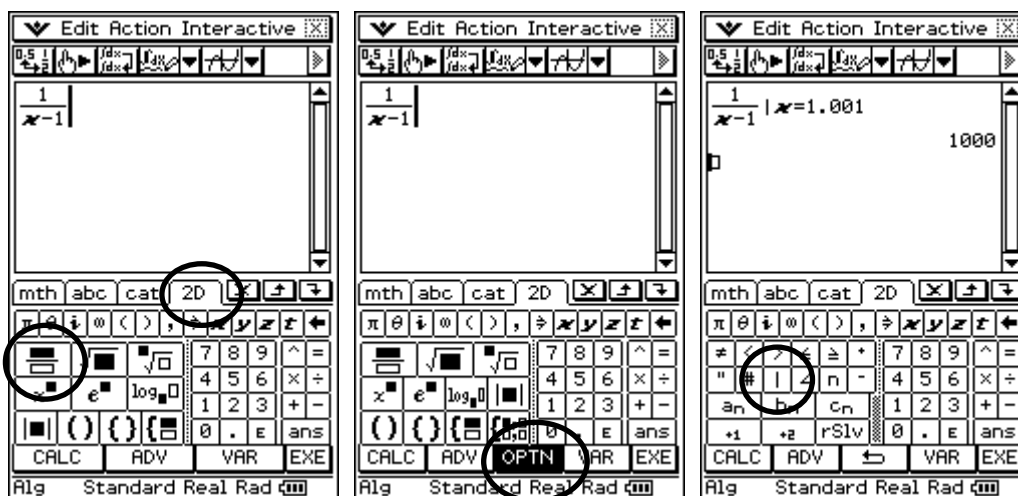 Edit Action Interactive
1
x-1
mth abc cat 2D
π θ i ∞ ( ) , ⇒ x y z t
√■ 7 8 9 ^ =
e■ log■□ 4 5 6 × ÷
1 2 3 + -
|■| ( ) { } 0 . E ans
CALC ADV VAR EXE
Alg Standard Real Rad
Edit Action Interactive
1
x-1
mth abc cat 2D
π θ i ∞ ( ) , ⇒ x y z t
√■ 7 8 9 ^ =
x■ e■ log■□ |■| 4 5 6 × ÷
1 2 3 + -
( ) { } 0 . E ans
CALC ADV OPTN VAR EXE
Alg Standard Real Rad
Edit Action Interactive
1
x-1 |x=1.001
1000
mth abc cat 2D
π θ i ∞ ( ) , ⇒ x y z t
≠ < > ≤ ≥ 7 8 9 ^ =
" # | ∠ 4 5 6 × ÷
an bn cn 1 2 3 + -
+1 +2 rSlv 0 . E ans
CALC ADV VAR EXE
Alg Standard Real Rad